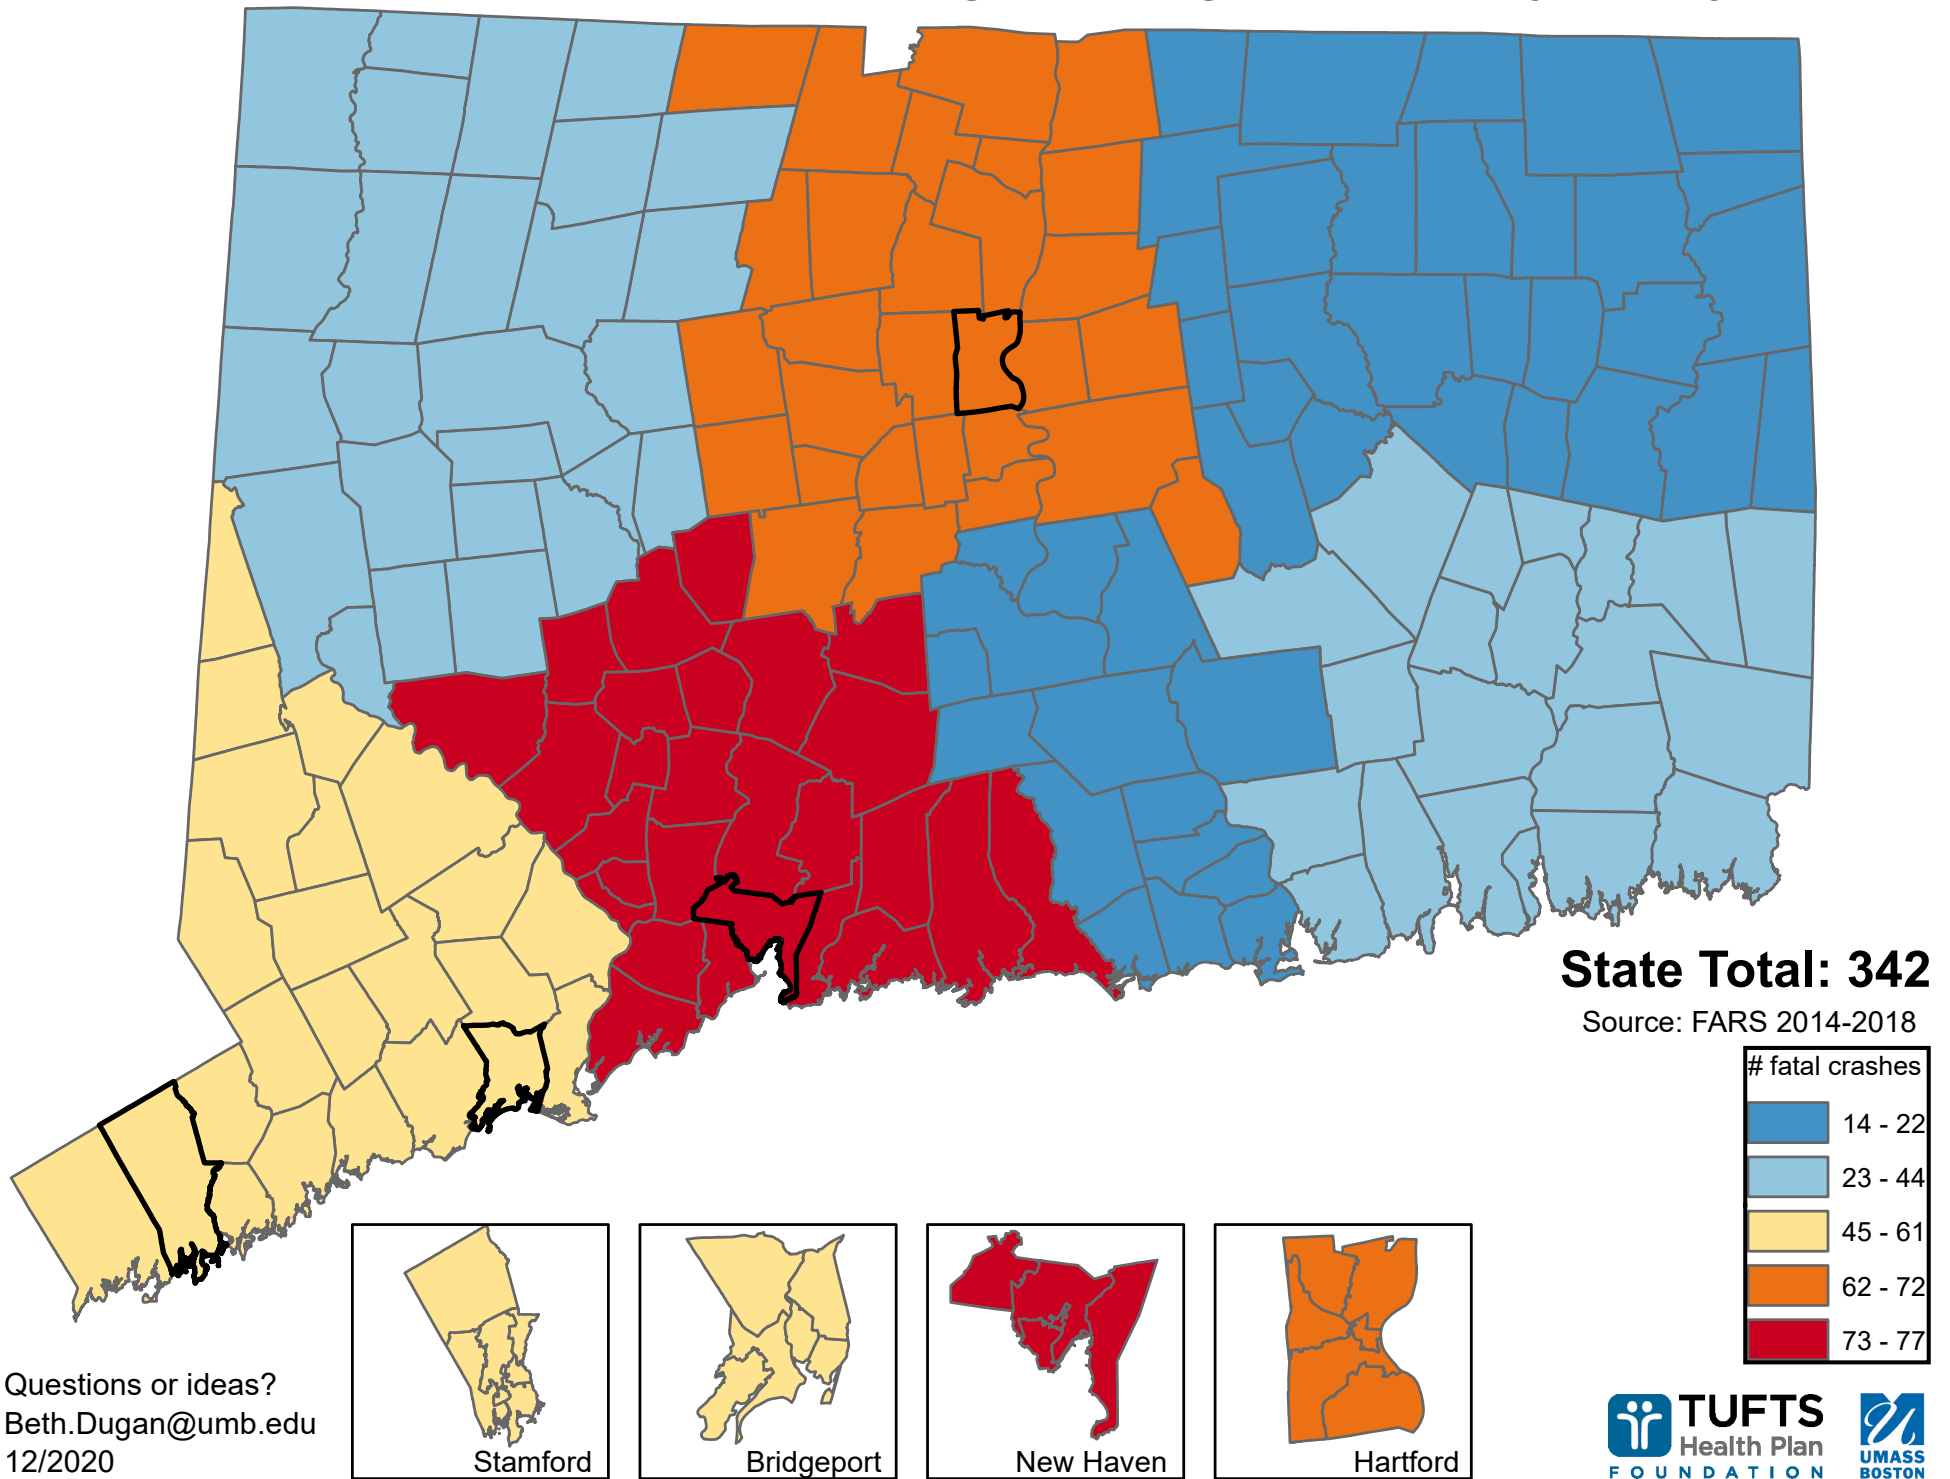 State Total: 342
Source: FARS 2014-2018
# fatal crashes
14 - 22
23 - 44
45 - 61
62 - 72
73 - 77
Questions or ideas?
Beth.Dugan@umb.edu
12/2020
Stamford
Bridgeport
New Haven
Hartford
TUFTS
Health Plan
FOUNDATION
UMASS
BOSTON